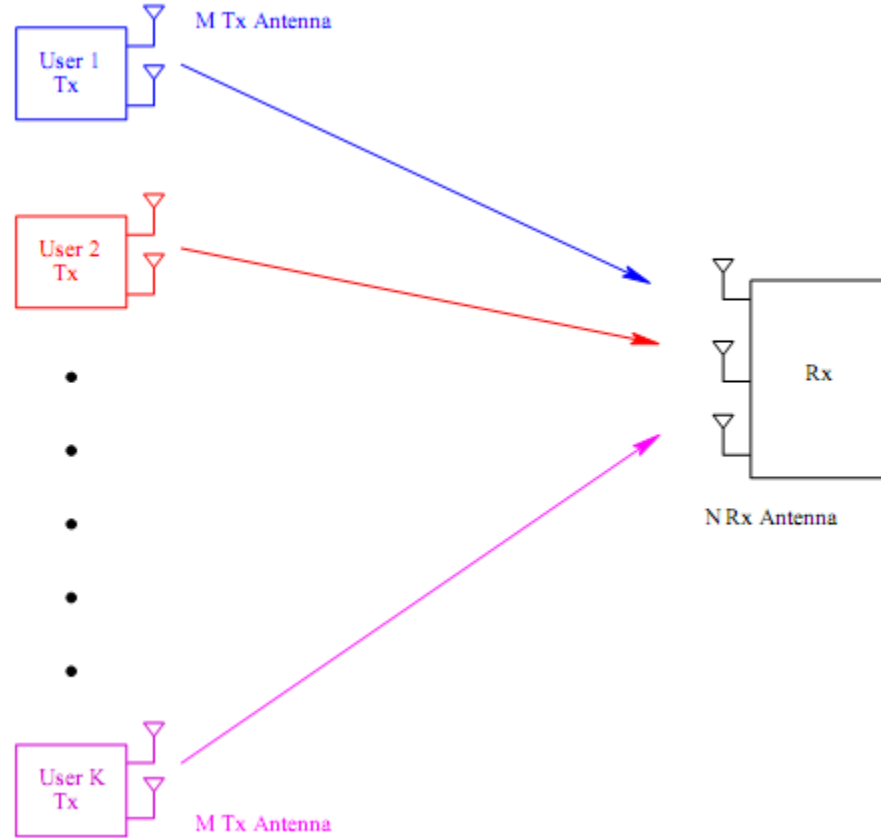 M Tx Antenna
User 1
Tx
User 2
Tx
Rx
N Rx Antenna
User K
Tx
M Tx Antenna